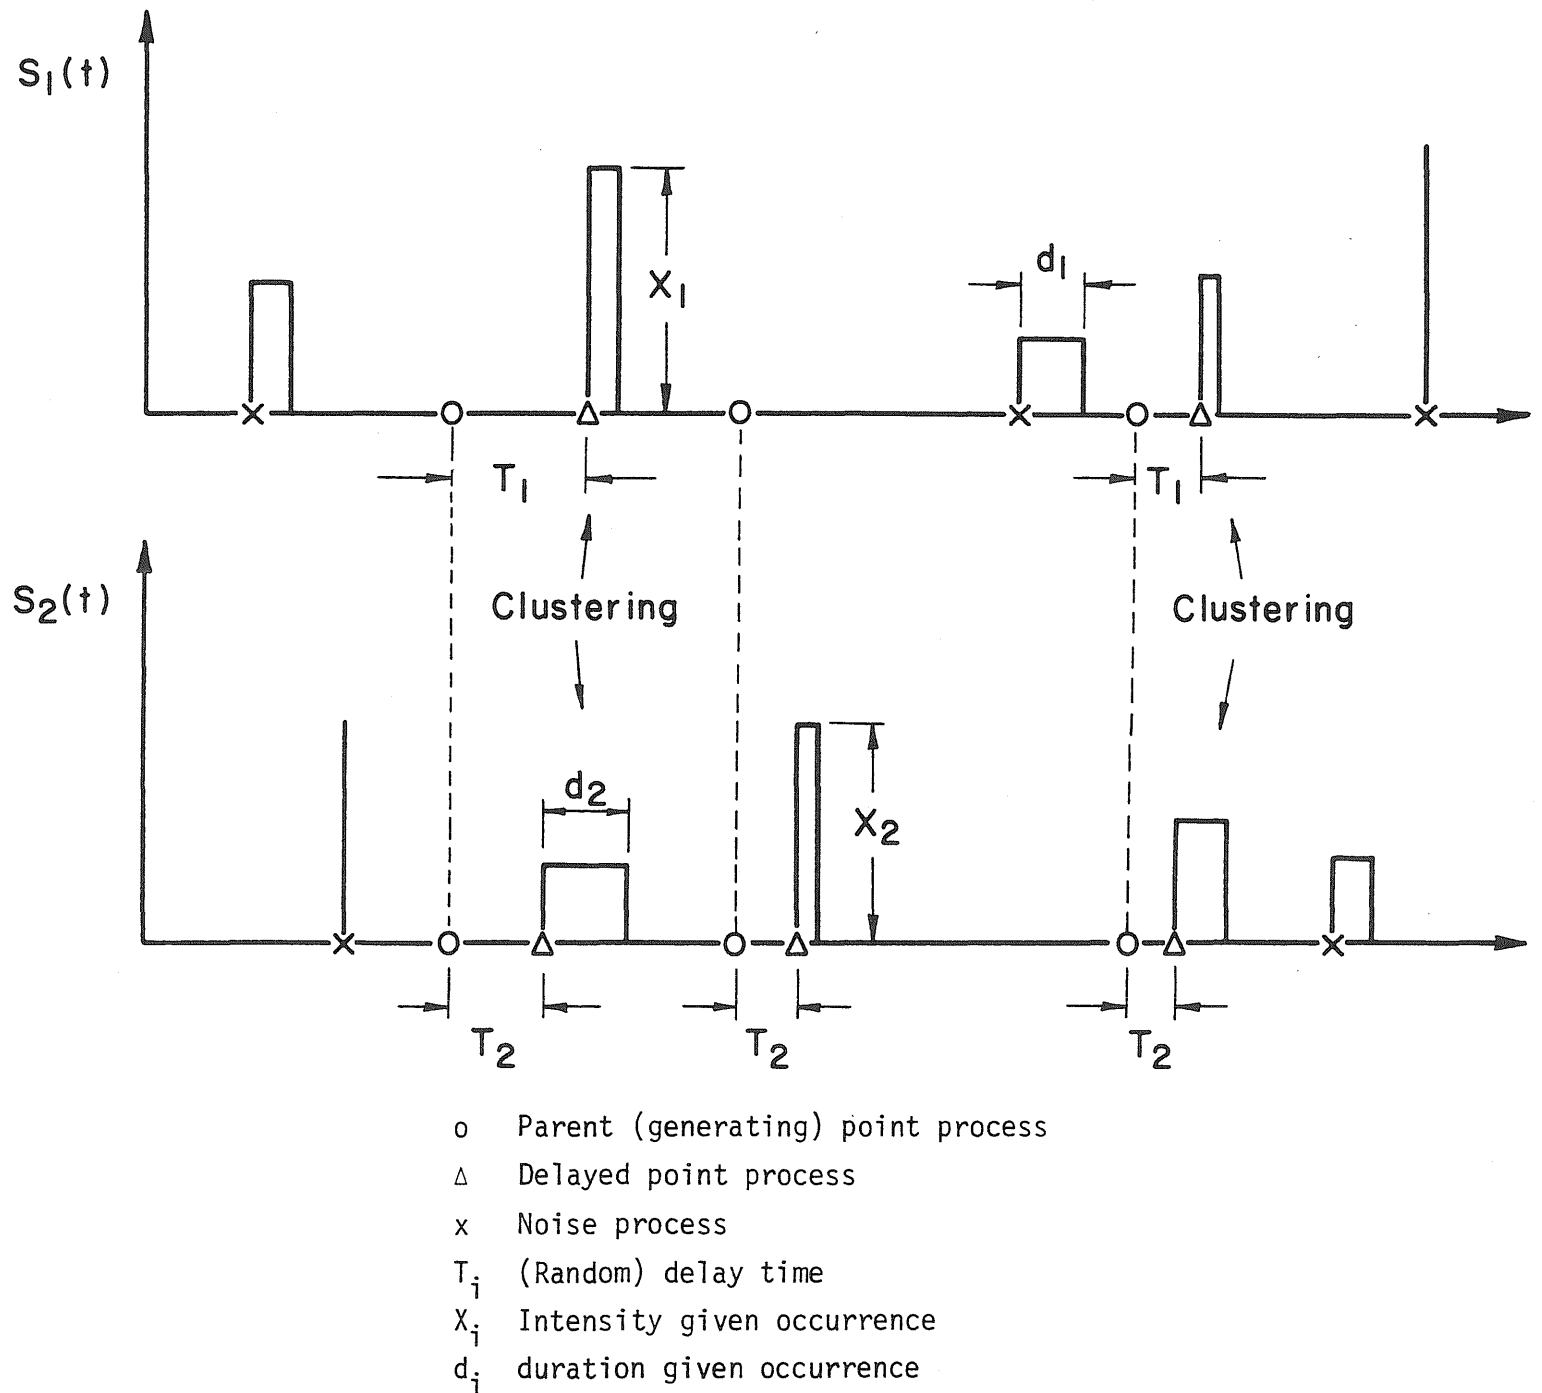 S1(t)
X1
d1
T1
T1
Clustering
Clustering
S2(t)
d2
X2
T2
T2
T2
o Parent (generating) point process
Δ Delayed point process
x Noise process
Ti (Random) delay time
Xi Intensity given occurrence
di duration given occurrence